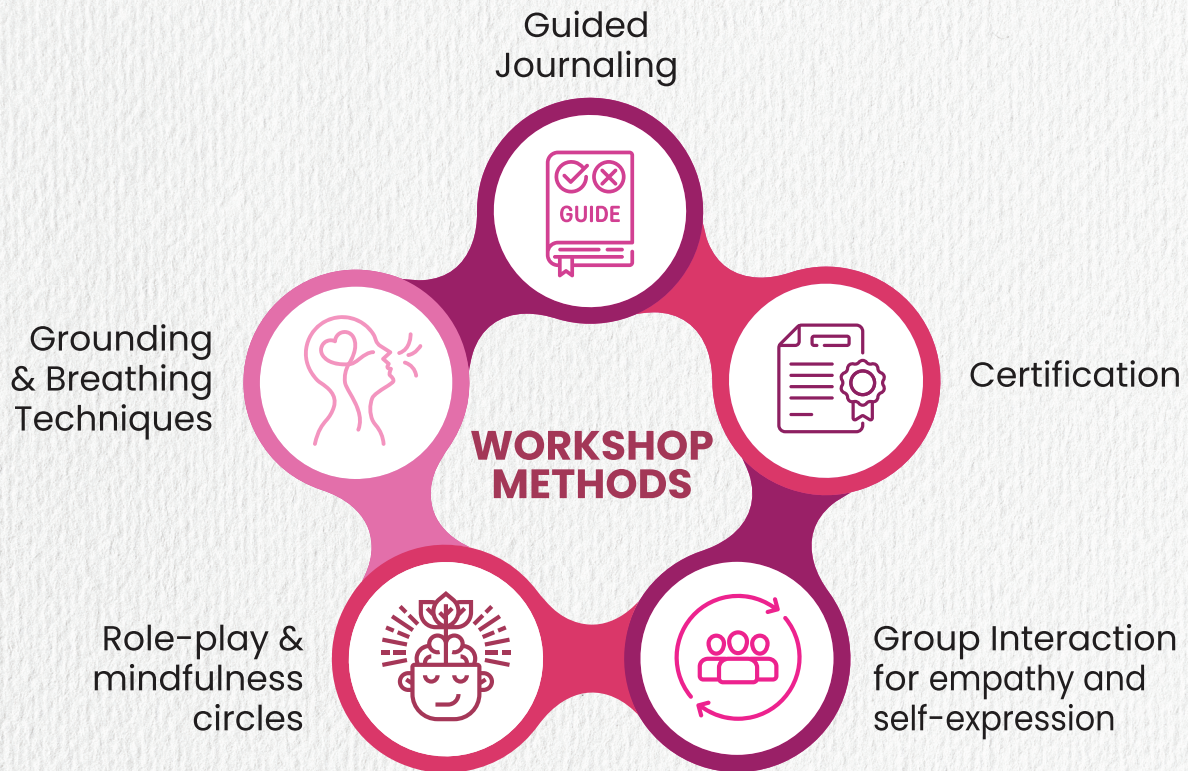 Guided
Journaling
GUIDE
Grounding
& Breathing
Techniques
Certification
WORKSHOP
METHODS
Role-play &
mindfulness
circles
Group Interaction
for empathy and
self-expression